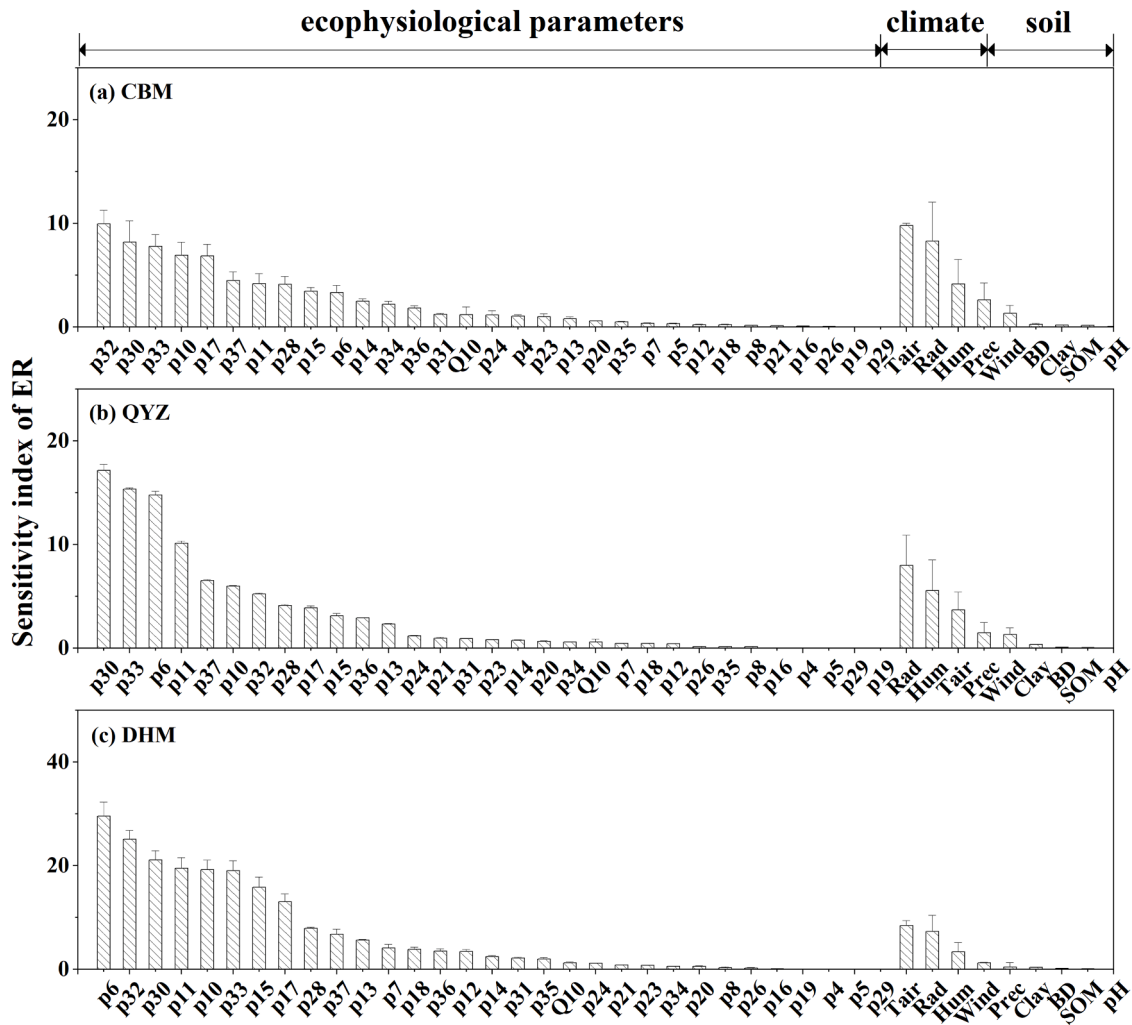 ecophysiological parameters climate soil
(a) CBM
20
10
0
p32 p30 p33 p10 p17 p37 p11 p28 p15 p6 p14 p34 p36 p31 Q10 p24 p4 p23 p13 p20 p35 p7 p5 p12 p18 p8 p21 p16 p26 p19 p29 Tair Rad Hum Prec Wind BD Clay SOM pH
Sensitivity index of ER
(b) QYZ
20
10
0
p30 p33 p6 p11 p37 p10 p32 p28 p17 p15 p36 p13 p24 p21 p31 p23 p14 p20 p34 Q10 p7 p18 p12 p26 p35 p8 p16 p4 p5 p29 p19 Rad Hum Tair Prec Wind Clay BD SOM pH
(c) DHM
40
20
0
p6 p32 p30 p11 p10 p33 p15 p17 p28 p37 p13 p7 p18 p36 p12 p14 p31 p35 Q10 p24 p21 p23 p34 p20 p8 p26 p16 p19 p4 p5 p29 Tair Rad Hum Wind Prec Clay BD SOM pH